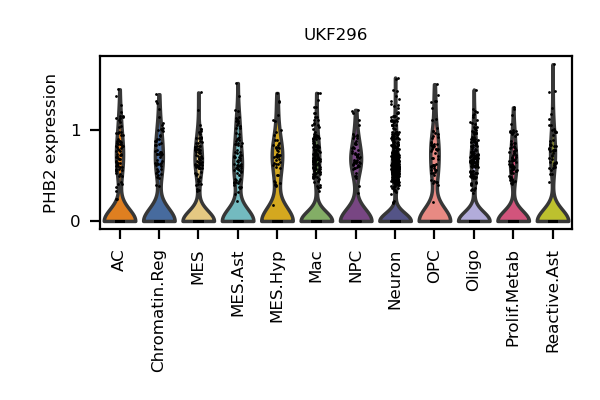 UKF296
PHB2 expression
1
0
AC
Chromatin.Reg
MES
MES.Ast
MES.Hyp
Mac
NPC
Neuron
OPC
Oligo
Prolif.Metab
Reactive.Ast